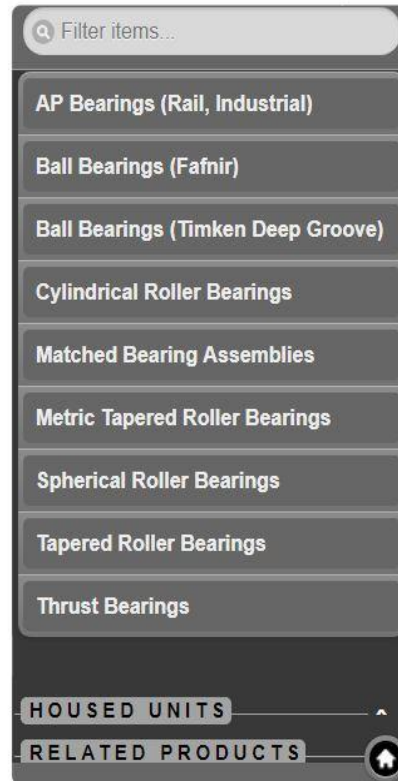 Filter items...
AP Bearings (Rail, Industrial)
Ball Bearings (Fafnir)
Ball Bearings (Timken Deep Groove)
Cylindrical Roller Bearings
Matched Bearing Assemblies
Metric Tapered Roller Bearings
Spherical Roller Bearings
Tapered Roller Bearings
Thrust Bearings
HOUSED UNITS
RELATED PRODUCTS